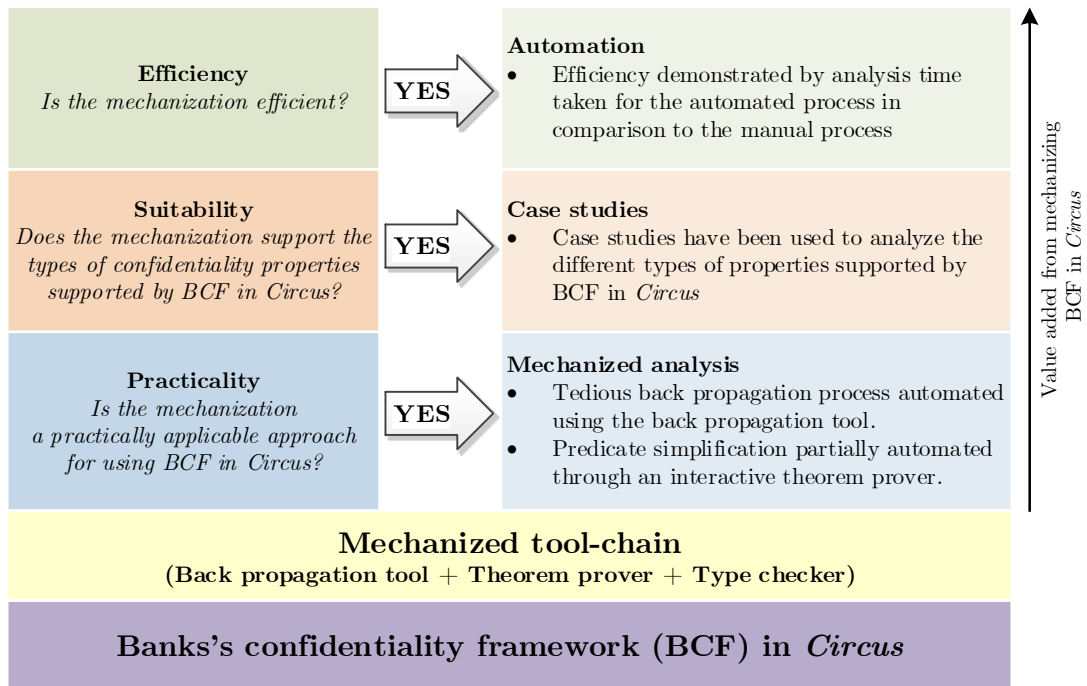 Efficiency
Is the mechanization efficient?
YES
Automation
• Efficiency demonstrated by analysis time
taken for the automated process in
comparison to the manual process
Suitability
Does the mechanization support the
types of confidentiality properties
supported by BCF in Circus?
YES
Case studies
• Case studies have been used to analyze the
different types of properties supported by
BCF in Circus
Practicality
Is the mechanization
a practically applicable approach
for using BCF in Circus?
YES
Mechanized analysis
• Tedious back propagation process automated
using the back propagation tool.
• Predicate simplification partially automated
through an interactive theorem prover.
Value added from mechanizing
BCF in Circus
Mechanized tool-chain
(Back propagation tool + Theorem prover + Type checker)
Banks's confidentiality framework (BCF) in Circus